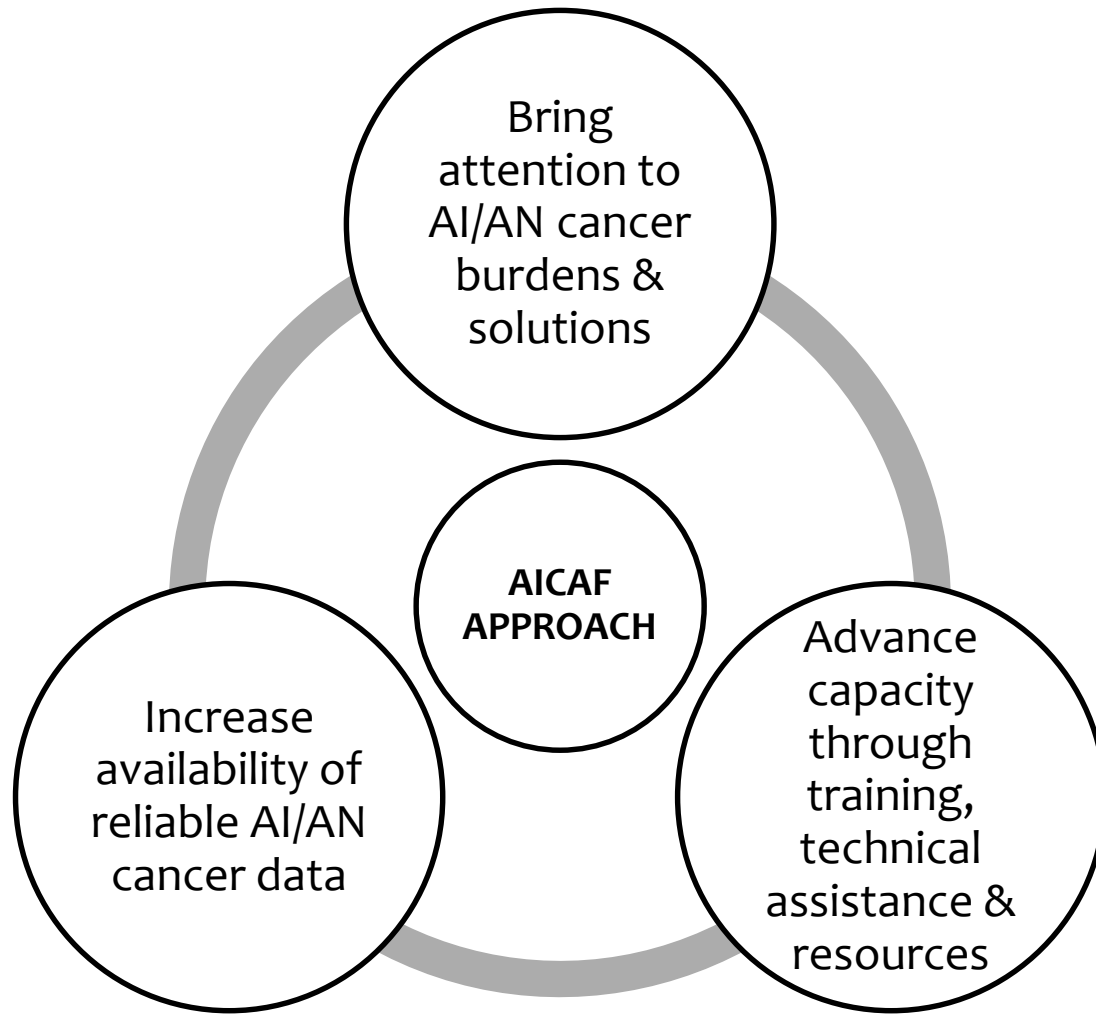 Bring
attention to
AI/AN cancer
burdens &
solutions
AICAF
APPROACH
Increase
availability of
reliable AI/AN
cancer data
Advance
capacity
through
training,
technical
assistance &
resources